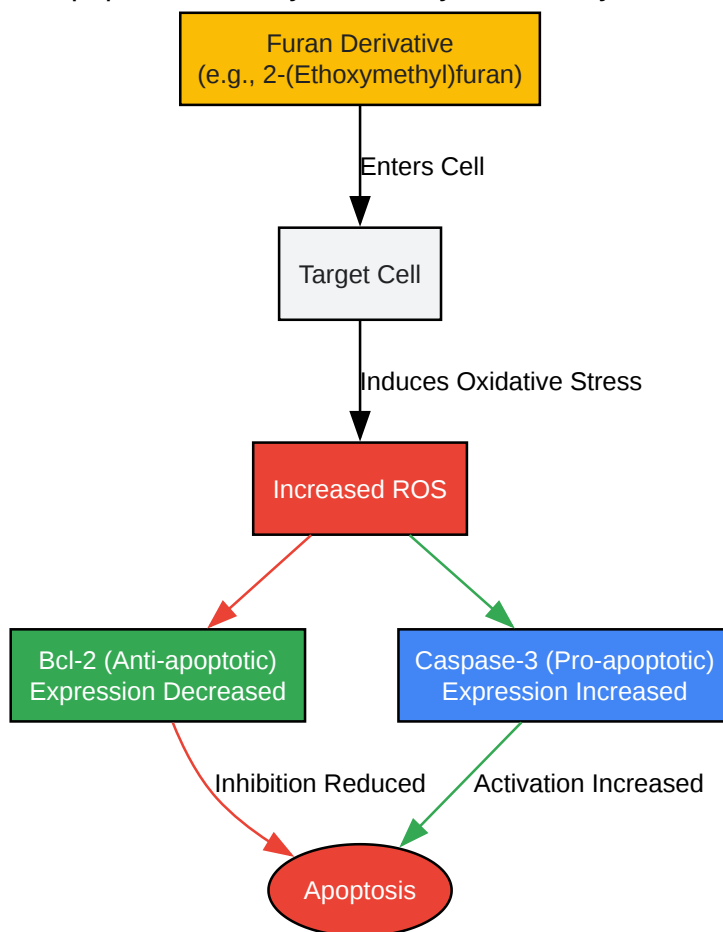 Furan Derivative
(e.g., 2-(Ethoxymethyl)furan)
Enters Cell
Target Cell
Induces Oxidative Stress
Increased ROS
Bcl-2 (Anti-apoptotic)
Expression Decreased
Caspase-3 (Pro-apoptotic)
Expression Increased
Inhibition Reduced
Activation Increased
Apoptosis